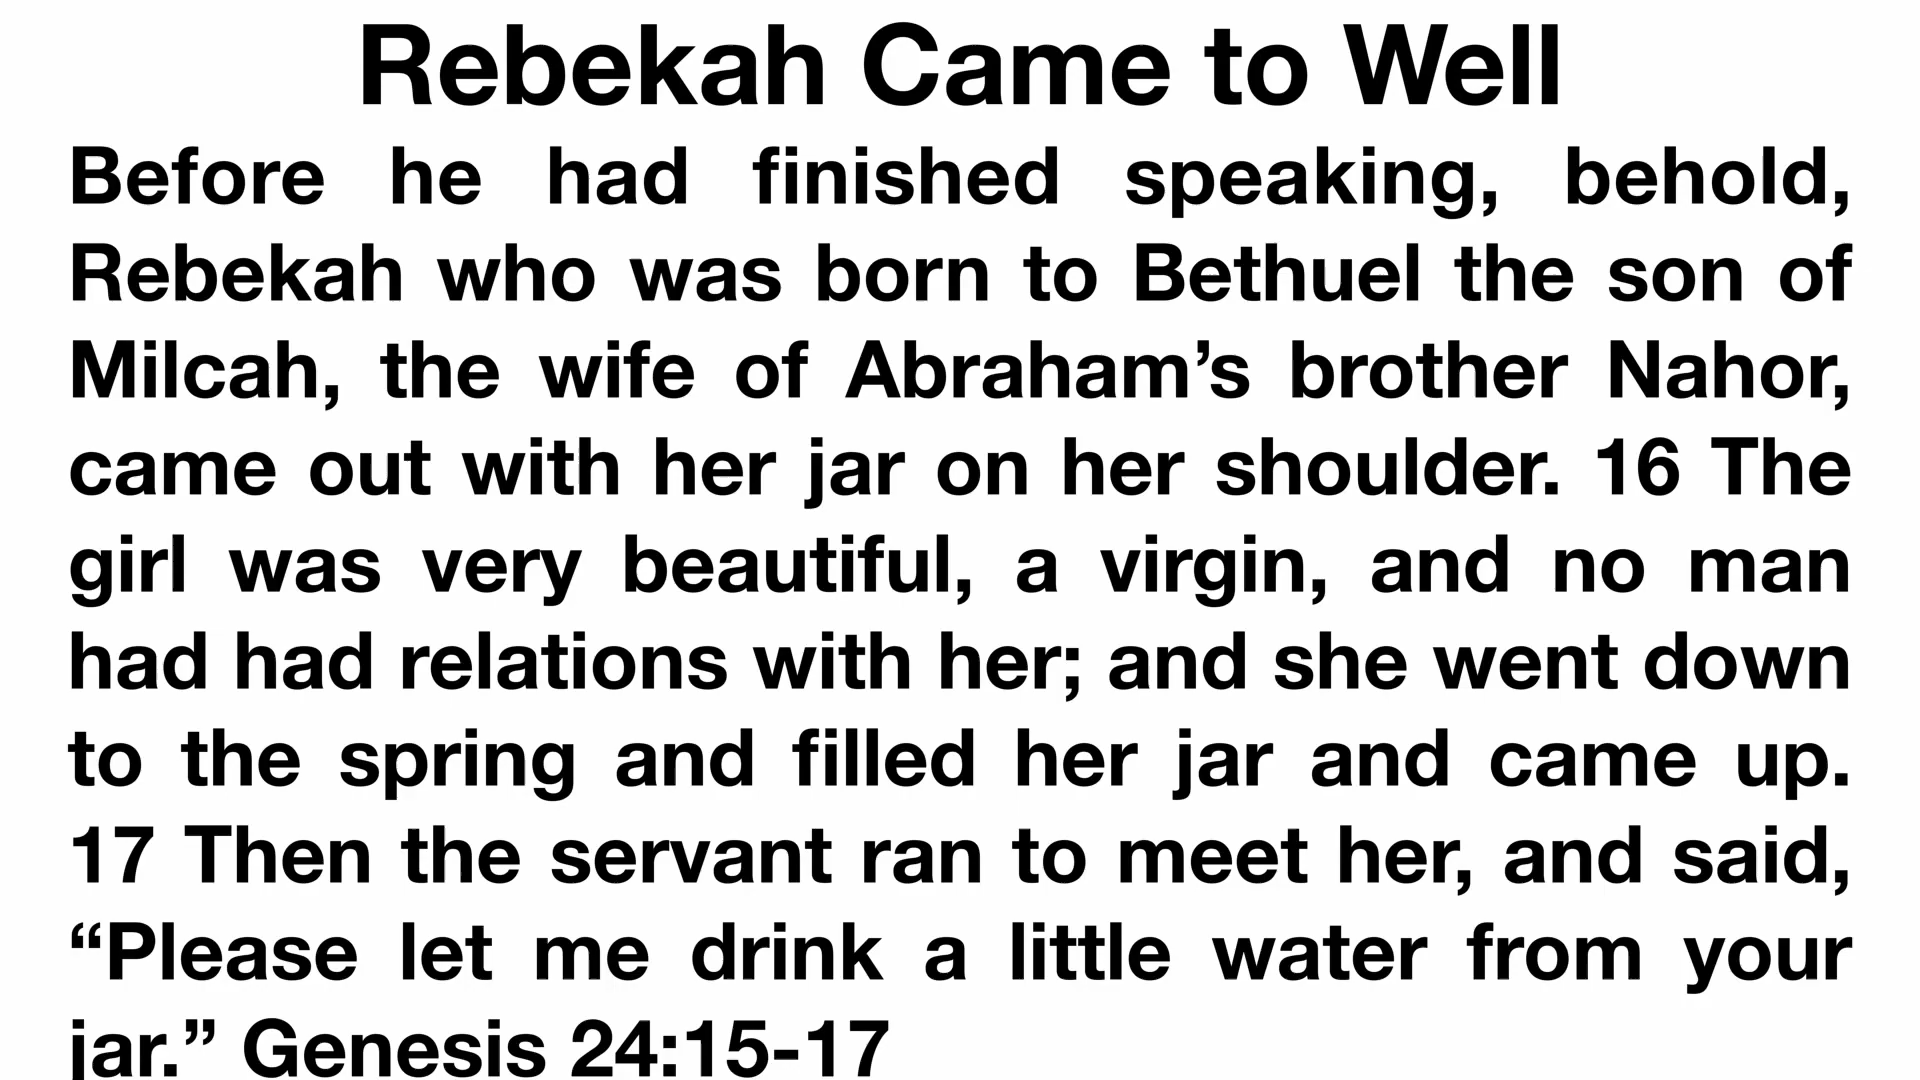 Rebekah Came to Well
Before he had finished speaking, behold,
Rebekah who was born to Bethuel the son of
Milcah, the wife of Abraham’s brother Nahor,
came out with her jar on her shoulder. 16 The
girl was very beautiful, a virgin, and no man
had had relations with her; and she went down
to the spring and filled her jar and came up.
17 Then the servant ran to meet her, and said,
“Please let me drink a little water from your
jar.” Genesis 24:15-17